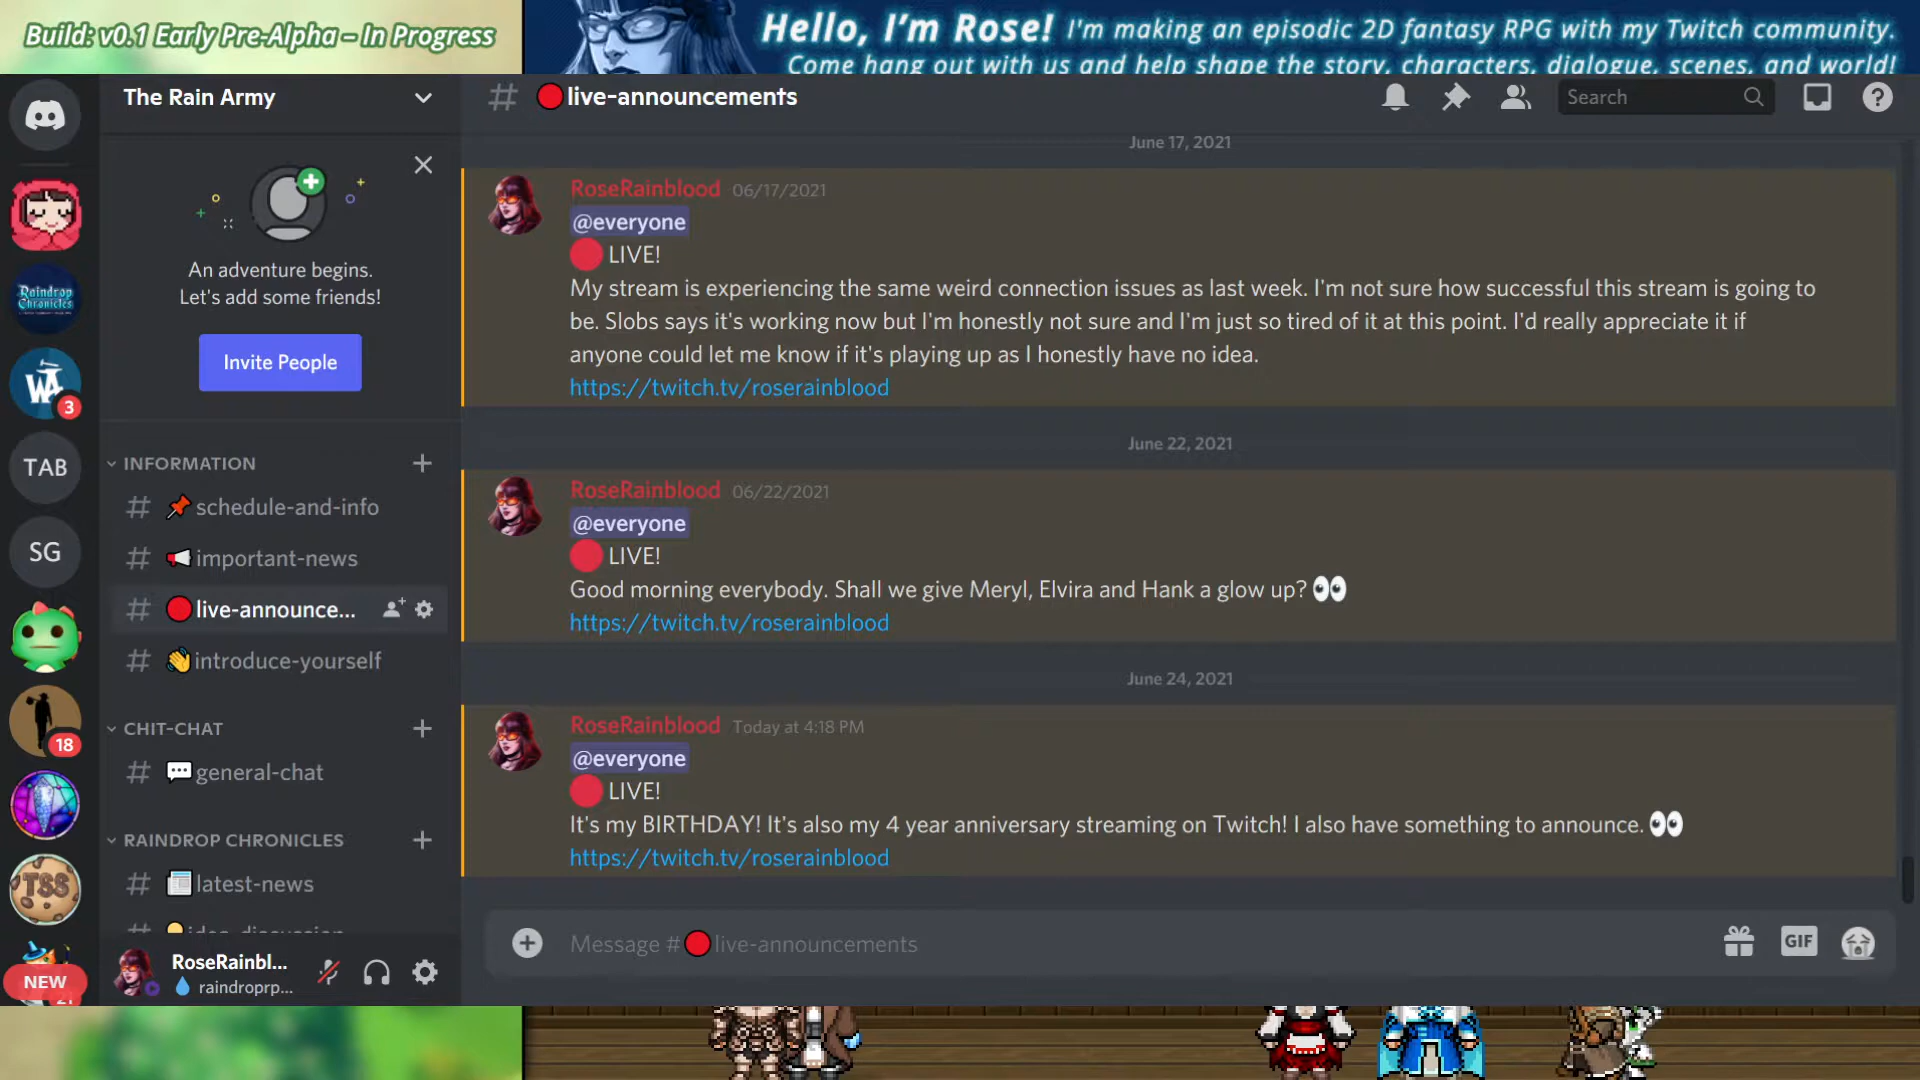 Build: v0.1 Early Pre-Alpha – In Progress
Hello, I'm Rose! I'm making an episodic 2D fantasy RPG with my Twitch community.
Come hang out with us and help shape the story, characters, dialogue, scenes, and world!
The Rain Army
# live-announcements
Search
An adventure begins.
Let's add some friends!
Invite People
INFORMATION
# schedule-and-info
# important-news
# live-announce...
# introduce-yourself
CHIT-CHAT
# general-chat
RAINDROP CHRONICLES
# latest-news
Raindrop
Chronicles
WA
3
TAB
SG
18
TSS
NEW
RoseRainbl...
raindroprp...
June 17, 2021
RoseRainblood 06/17/2021
@everyone
🔴 LIVE!
My stream is experiencing the same weird connection issues as last week. I'm not sure how successful this stream is going to
be. Slobs says it's working now but I'm honestly not sure and I'm just so tired of it at this point. I'd really appreciate it if
anyone could let me know if it's playing up as I honestly have no idea.
https://twitch.tv/roserainblood
June 22, 2021
RoseRainblood 06/22/2021
@everyone
🔴 LIVE!
Good morning everybody. Shall we give Meryl, Elvira and Hank a glow up? 👀
https://twitch.tv/roserainblood
June 24, 2021
RoseRainblood Today at 4:18 PM
@everyone
🔴 LIVE!
It's my BIRTHDAY! It's also my 4 year anniversary streaming on Twitch! I also have something to announce. 👀
https://twitch.tv/roserainblood
Message #🔴live-announcements
GIF